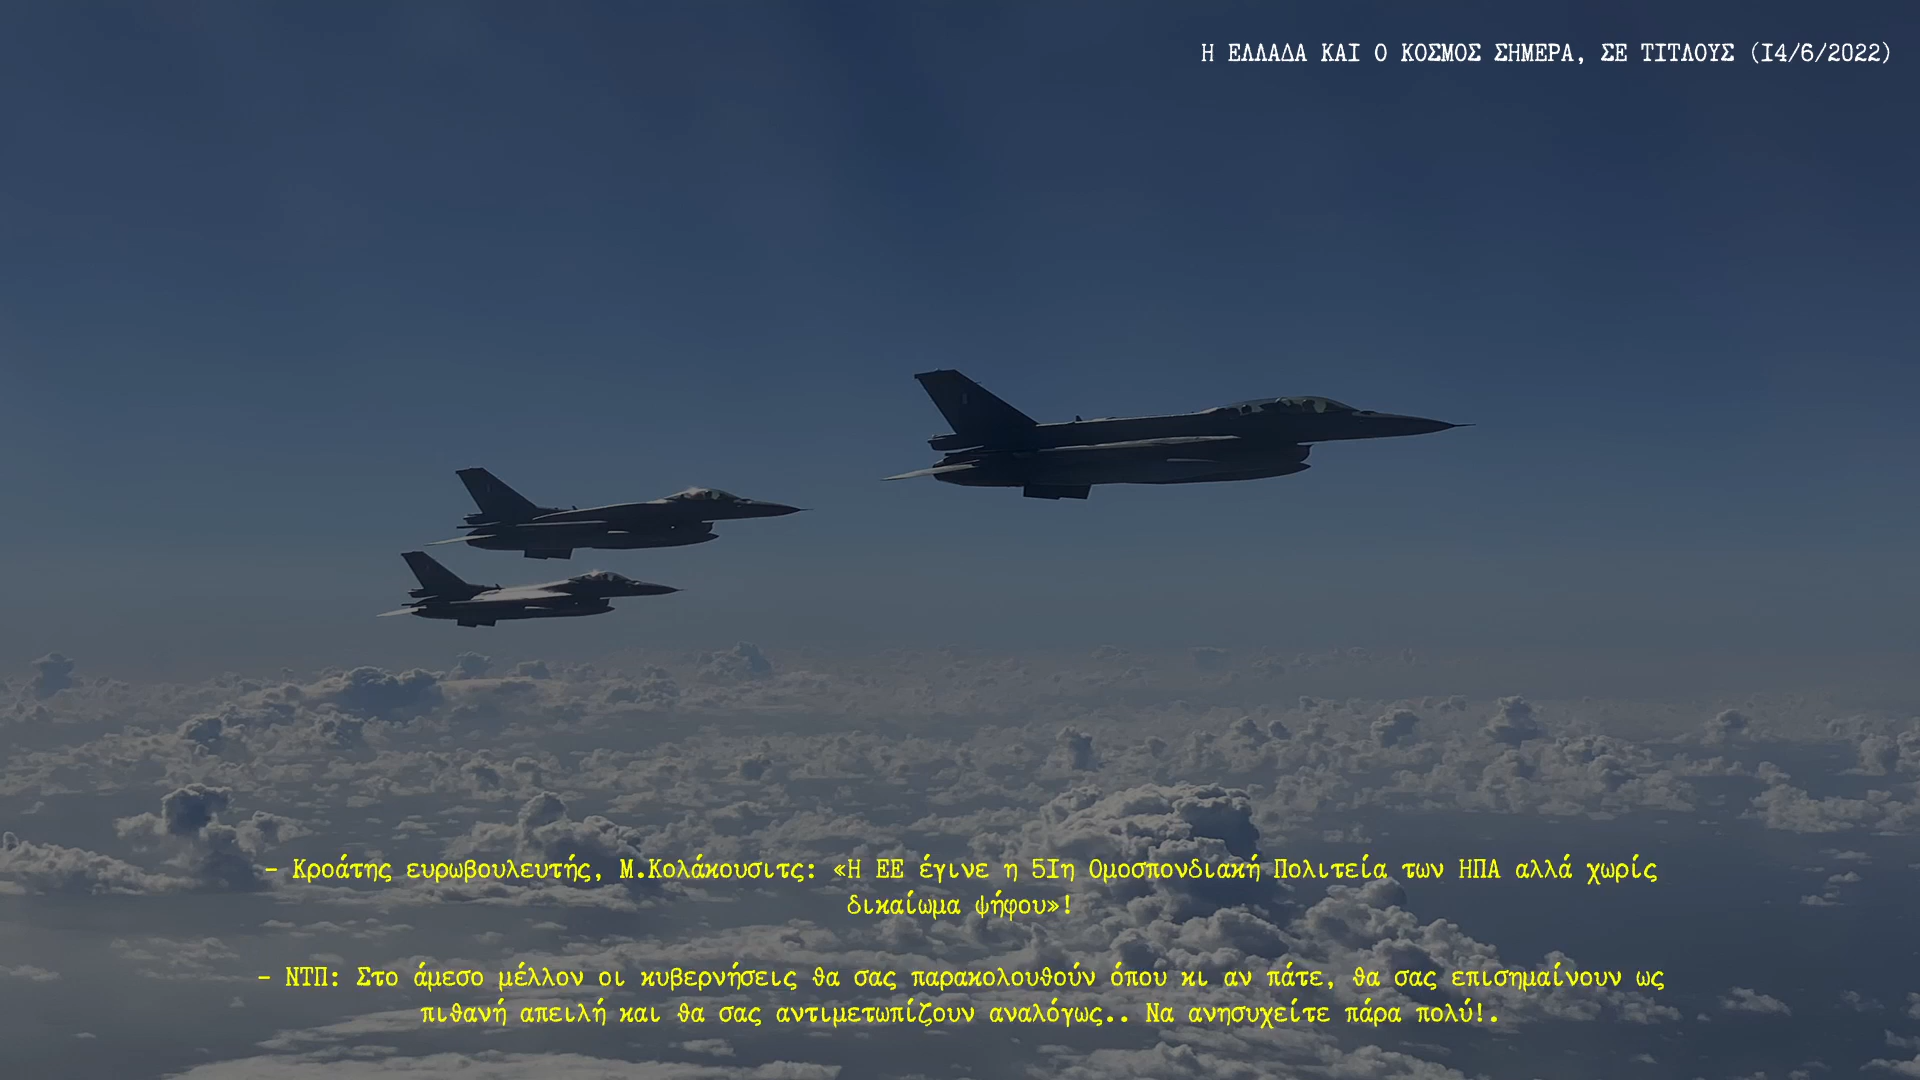 Η ΕΛΛΑΔΑ ΚΑΙ Ο ΚΟΣΜΟΣ ΣΗΜΕΡΑ, ΣΕ ΤΙΤΛΟΥΣ (14/6/2022)
- Κροάτης ευρωβουλευτής, Μ.Κολάκουσιτς: «Η ΕΕ έγινε η 51η Ομοσπονδιακή Πολιτεία των ΗΠΑ αλλά χωρίς
δικαίωμα ψήφου»!
- ΝΤΠ: Στο άμεσο μέλλον οι κυβερνήσεις θα σας παρακολουθούν όπου κι αν πάτε, θα σας επισημαίνουν ως
πιθανή απειλή και θα σας αντιμετωπίζουν αναλόγως.. Να ανησυχείτε πάρα πολύ!.